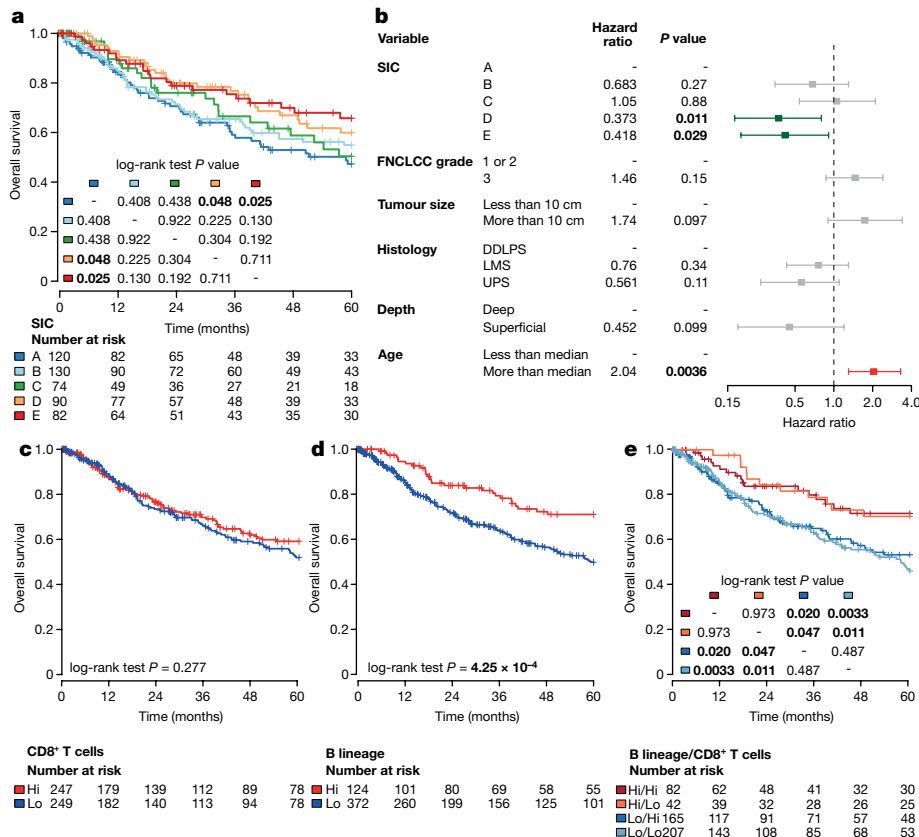 a
Overall survival
1.0
0.8
0.6
0.4
0.2
0
log-rank test P value
- 0.408 0.438 0.048 0.025
0.408 - 0.922 0.225 0.130
0.438 0.922 - 0.304 0.192
0.048 0.225 0.304 - 0.711
0.025 0.130 0.192 0.711 -
0 12 24 36 48 60
Time (months)
SIC
Number at risk
A 120 82 65 48 39 33
B 130 90 72 60 49 43
C 74 49 36 27 21 18
D 90 77 57 48 39 33
E 82 64 51 43 35 30
b
Variable Hazard ratio P value
SIC A - -
B 0.683 0.27
C 1.05 0.88
D 0.373 0.011
E 0.418 0.029
FNCLCC grade 1 or 2 - -
3 1.46 0.15
Tumour size Less than 10 cm - -
More than 10 cm 1.74 0.097
Histology DDLPS - -
LMS 0.76 0.34
UPS 0.561 0.11
Depth Deep - -
Superficial 0.452 0.099
Age Less than median - -
More than median 2.04 0.0036
0.15 0.5 1.0 2.0 4.0
Hazard ratio
c
Overall survival
1.0
0.8
0.6
0.4
0.2
0
log-rank test P = 0.277
0 12 24 36 48 60
Time (months)
CD8⁺ T cells
Number at risk
Hi 247 179 139 112 89 78
Lo 249 182 140 113 94 78
d
Overall survival
1.0
0.8
0.6
0.4
0.2
0
log-rank test P = 4.25 × 10⁻⁴
0 12 24 36 48 60
Time (months)
B lineage
Number at risk
Hi 124 101 80 69 58 55
Lo 372 260 199 156 125 101
e
Overall survival
1.0
0.8
0.6
0.4
0.2
0
log-rank test P value
- 0.973 0.020 0.0033
0.973 - 0.047 0.011
0.020 0.047 - 0.487
0.0033 0.011 0.487 -
0 12 24 36 48 60
Time (months)
B lineage/CD8⁺ T cells
Number at risk
Hi/Hi 82 62 48 41 32 30
Hi/Lo 42 39 32 28 26 25
Lo/Hi 165 117 91 71 57 48
Lo/Lo 207 143 108 85 68 53